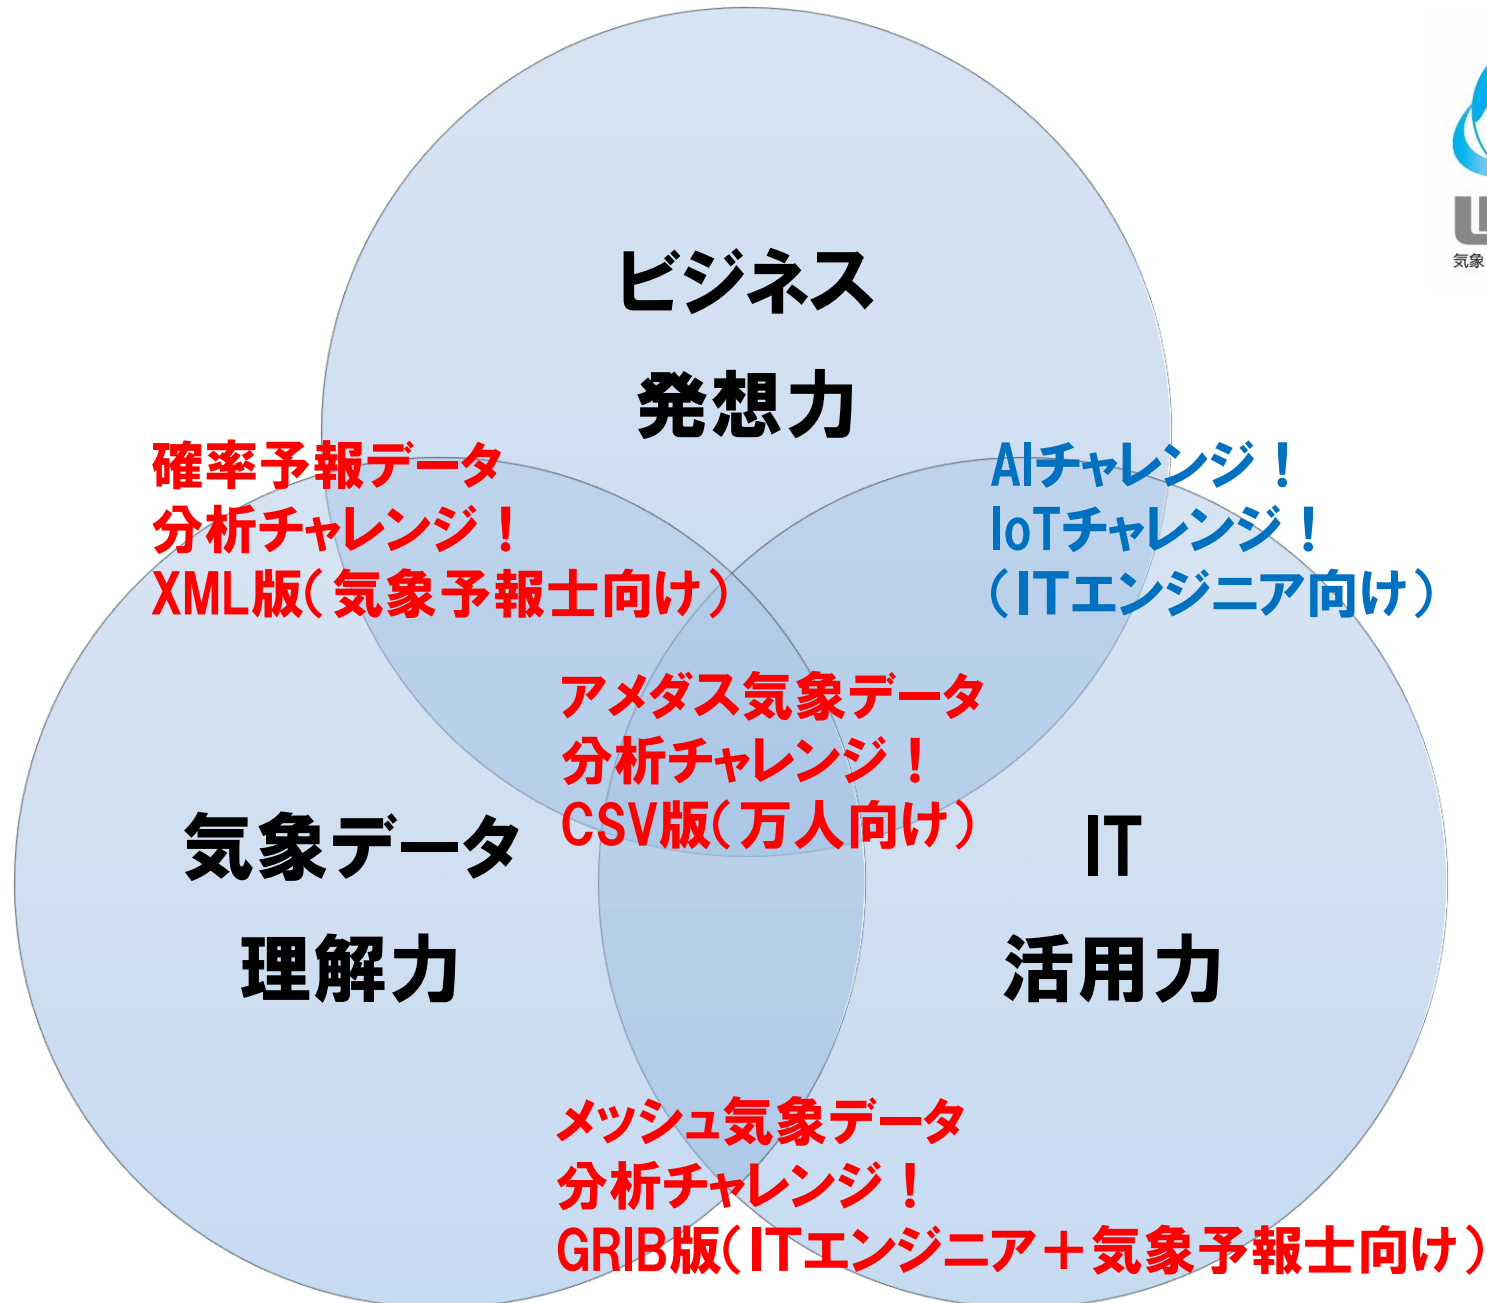 ビジネス
発想力
確率予報データ
分析チャレンジ！
XML版（気象予報士向け）
AIチャレンジ！
IoTチャレンジ！
（ITエンジニア向け）
アメダス気象データ
分析チャレンジ！
CSV版（万人向け）
気象データ
理解力
IT
活用力
メッシュ気象データ
分析チャレンジ！
GRIB版（ITエンジニア＋気象予報士向け）
気象